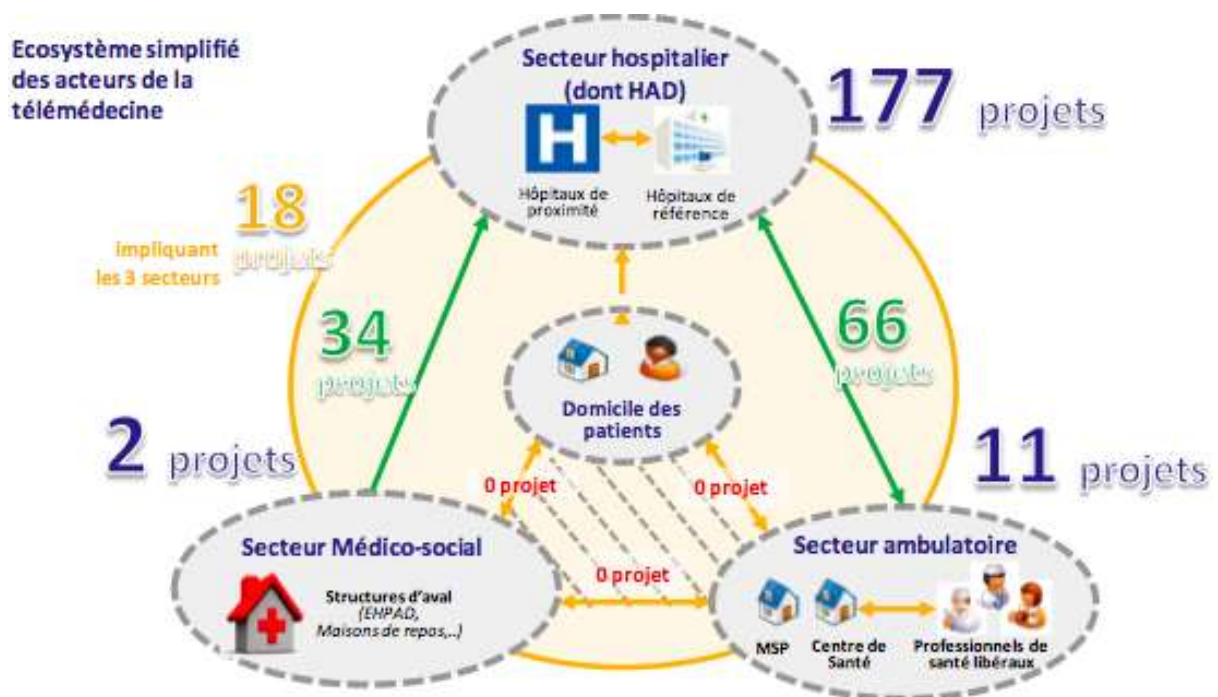 Ecosystème simplifié
des acteurs de la
télémédecine
Secteur hospitalier
(dont HAD)
177 projets
H
Hôpitaux de
proximité
Hôpitaux de
référence
18
projets
impliquant
les 3 secteurs
34
projets
66
projets
Domicile des
patients
2 projets
11 projets
0 projet
0 projet
Secteur Médico-social
Secteur ambulatoire
0 projet
Structures d'aval
(EHPAD,
Maisons de repos,..)
MSP
Centre de
Santé
Professionnels de
santé libéraux